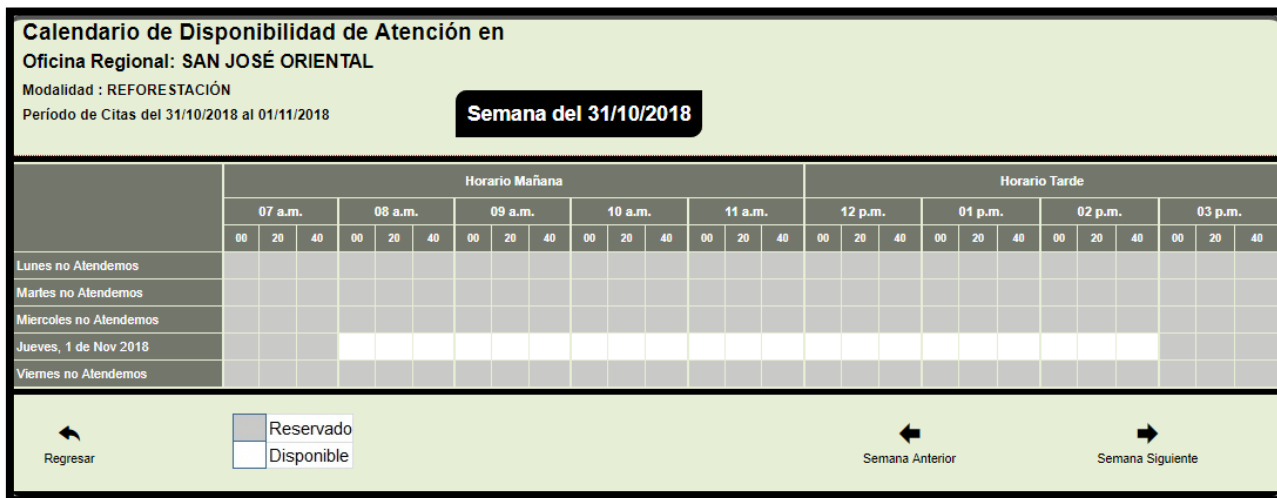 Calendario de Disponibilidad de Atención en
Oficina Regional: SAN JOSÉ ORIENTAL
Modalidad : REFORESTACIÓN
Período de Citas del 31/10/2018 al 01/11/2018
Semana del 31/10/2018
Horario Mañana Horario Tarde
07 a.m. 08 a.m. 09 a.m. 10 a.m. 11 a.m. 12 p.m. 01 p.m. 02 p.m. 03 p.m.
00 20 40 00 20 40 00 20 40 00 20 40 00 20 40 00 20 40 00 20 40 00 20 40 00 20 40
Lunes no Atendemos
Martes no Atendemos
Miercoles no Atendemos
Jueves, 1 de Nov 2018
Viernes no Atendemos
Reservado
Disponible
Regresar Semana Anterior Semana Siguiente